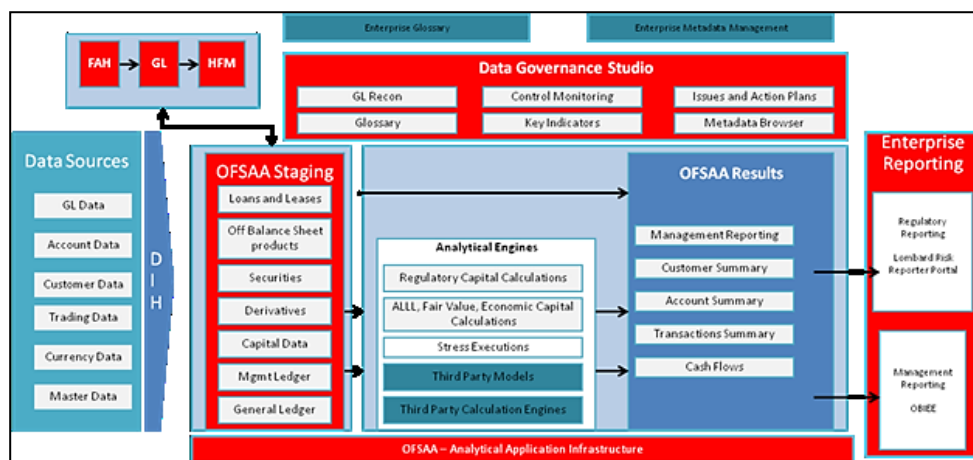 Enterprise Glossary
Enterprise Metadata Management
FAH
GL
HFM
Data Governance Studio
GL Recon
Control Monitoring
Issues and Action Plans
Glossary
Key Indicators
Metadata Browser
Data Sources
GL Data
Account Data
Customer Data
Trading Data
Currency Data
Master Data
D
I
H
OFSAA Staging
Loans and Leases
Off Balance Sheet
products
Securities
Derivatives
Capital Data
Mgmt Ledger
General Ledger
Analytical Engines
Regulatory Capital Calculations
ALLL, Fair Value, Economic Capital
Calculations
Stress Executions
Third Party Models
Third Party Calculation Engines
OFSAA Results
Management Reporting
Customer Summary
Account Summary
Transactions Summary
Cash Flows
Enterprise
Reporting
Regulatory
Reporting
Lombard Risk
Reporter Portal
Management
Reporting
OBIEE
OFSAA – Analytical Application Infrastructure